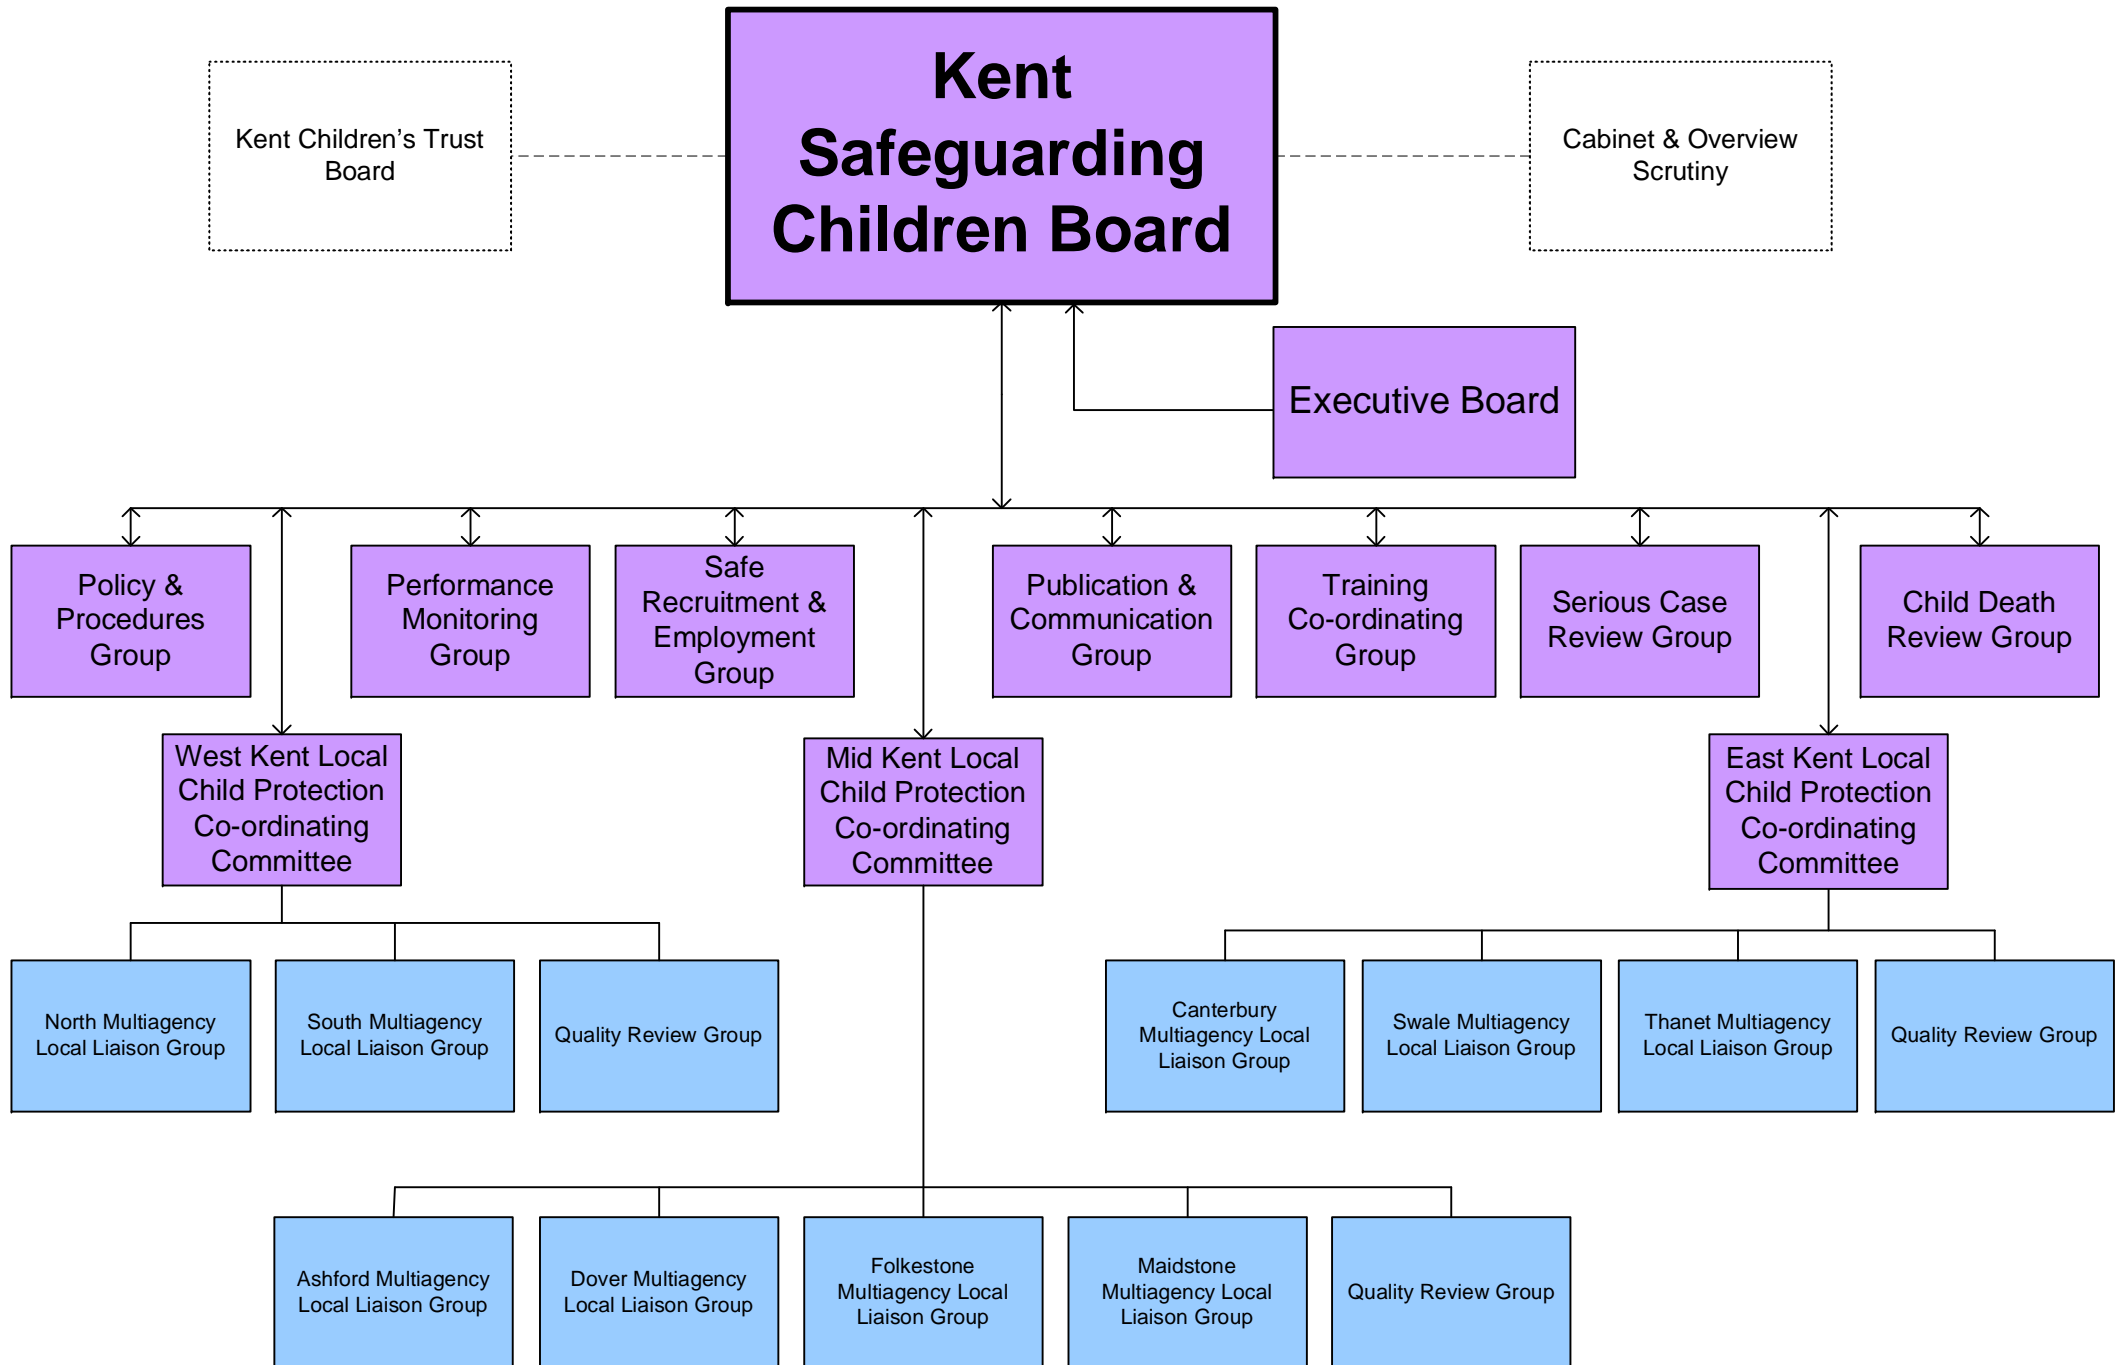 Kent
Safeguarding
Children Board
Kent Children’s Trust
Board
Cabinet & Overview
Scrutiny
Executive Board
Policy &
Procedures
Group
Performance
Monitoring
Group
Safe
Recruitment &
Employment
Group
Publication &
Communication
Group
Training
Co-ordinating
Group
Serious Case
Review Group
Child Death
Review Group
West Kent Local
Child Protection
Co-ordinating
Committee
Mid Kent Local
Child Protection
Co-ordinating
Committee
East Kent Local
Child Protection
Co-ordinating
Committee
North Multiagency
Local Liaison Group
South Multiagency
Local Liaison Group
Quality Review Group
Canterbury
Multiagency Local
Liaison Group
Swale Multiagency
Local Liaison Group
Thanet Multiagency
Local Liaison Group
Quality Review Group
Ashford Multiagency
Local Liaison Group
Dover Multiagency
Local Liaison Group
Folkestone
Multiagency Local
Liaison Group
Maidstone
Multiagency Local
Liaison Group
Quality Review Group